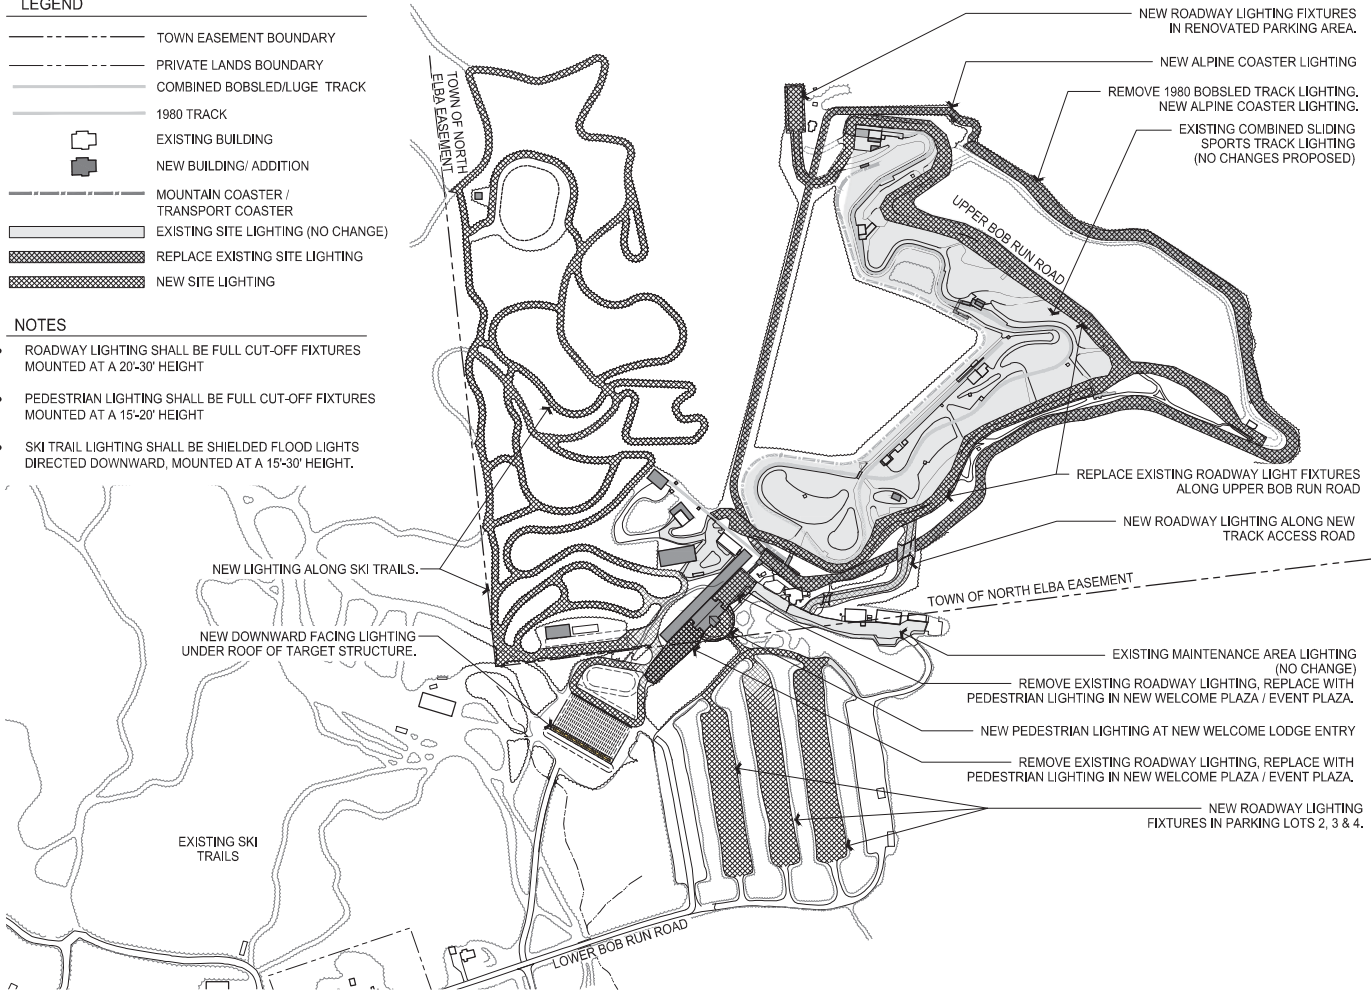 LEGEND
TOWN EASEMENT BOUNDARY
PRIVATE LANDS BOUNDARY
COMBINED BOBSLED/LUGE TRACK
1980 TRACK
EXISTING BUILDING
NEW BUILDING/ ADDITION
MOUNTAIN COASTER /
TRANSPORT COASTER
EXISTING SITE LIGHTING (NO CHANGE)
REPLACE EXISTING SITE LIGHTING
NEW SITE LIGHTING
NOTES
• ROADWAY LIGHTING SHALL BE FULL CUT-OFF FIXTURES
MOUNTED AT A 20'-30' HEIGHT
• PEDESTRIAN LIGHTING SHALL BE FULL CUT-OFF FIXTURES
MOUNTED AT A 15'-20' HEIGHT
• SKI TRAIL LIGHTING SHALL BE SHIELDED FLOOD LIGHTS
DIRECTED DOWNWARD, MOUNTED AT A 15'-30' HEIGHT.
TOWN OF NORTH
ELBA EASEMENT
NEW LIGHTING ALONG SKI TRAILS.
NEW DOWNWARD FACING LIGHTING
UNDER ROOF OF TARGET STRUCTURE.
EXISTING SKI
TRAILS
LOWER BOB RUN ROAD
UPPER BOB RUN ROAD
NEW ROADWAY LIGHTING FIXTURES
IN RENOVATED PARKING AREA.
NEW ALPINE COASTER LIGHTING
REMOVE 1980 BOBSLED TRACK LIGHTING.
NEW ALPINE COASTER LIGHTING.
EXISTING COMBINED SLIDING
SPORTS TRACK LIGHTING
(NO CHANGES PROPOSED)
REPLACE EXISTING ROADWAY LIGHT FIXTURES
ALONG UPPER BOB RUN ROAD
NEW ROADWAY LIGHTING ALONG NEW
TRACK ACCESS ROAD
TOWN OF NORTH ELBA EASEMENT
EXISTING MAINTENANCE AREA LIGHTING
(NO CHANGE)
REMOVE EXISTING ROADWAY LIGHTING, REPLACE WITH
PEDESTRIAN LIGHTING IN NEW WELCOME PLAZA / EVENT PLAZA.
NEW PEDESTRIAN LIGHTING AT NEW WELCOME LODGE ENTRY
REMOVE EXISTING ROADWAY LIGHTING, REPLACE WITH
PEDESTRIAN LIGHTING IN NEW WELCOME PLAZA / EVENT PLAZA.
NEW ROADWAY LIGHTING
FIXTURES IN PARKING LOTS 2, 3 & 4.